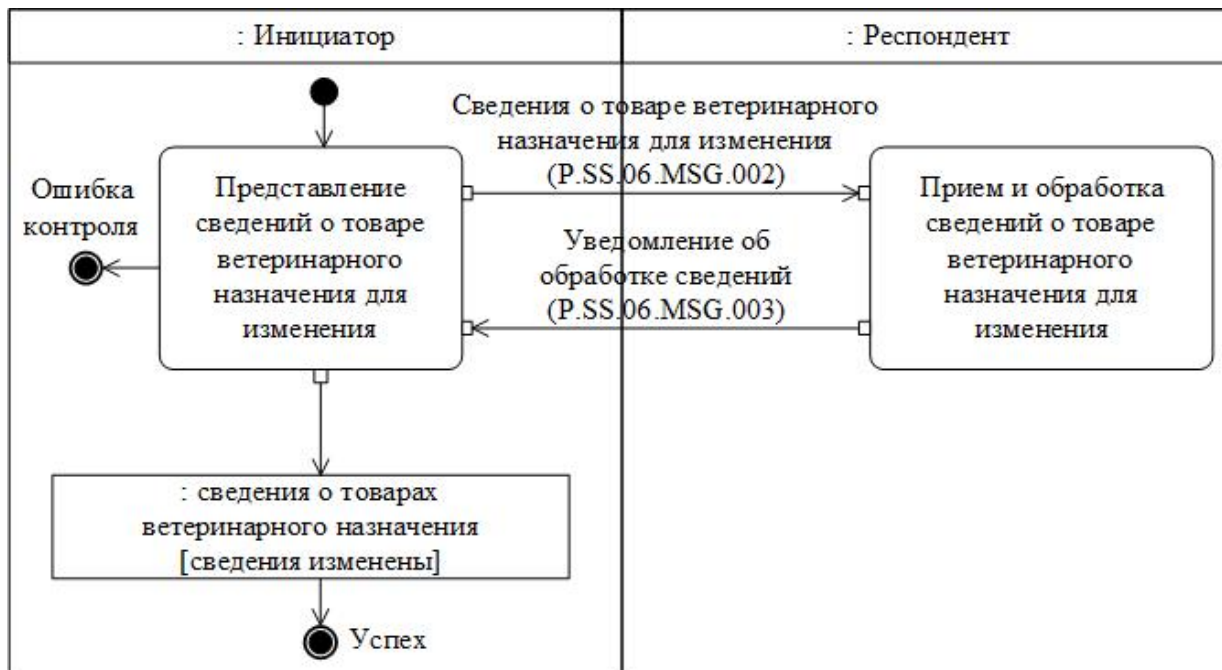 : Инициатор
: Респондент
Сведения о товаре ветеринарного
назначения для изменения
(P.SS.06.MSG.002)
Ошибка
контроля
Представление
сведений о товаре
ветеринарного
назначения для
изменения
Уведомление об
обработке сведений
(P.SS.06.MSG.003)
Прием и обработка
сведений о товаре
ветеринарного
назначения для
изменения
: сведения о товарах
ветеринарного назначения
[сведения изменены]
Успех